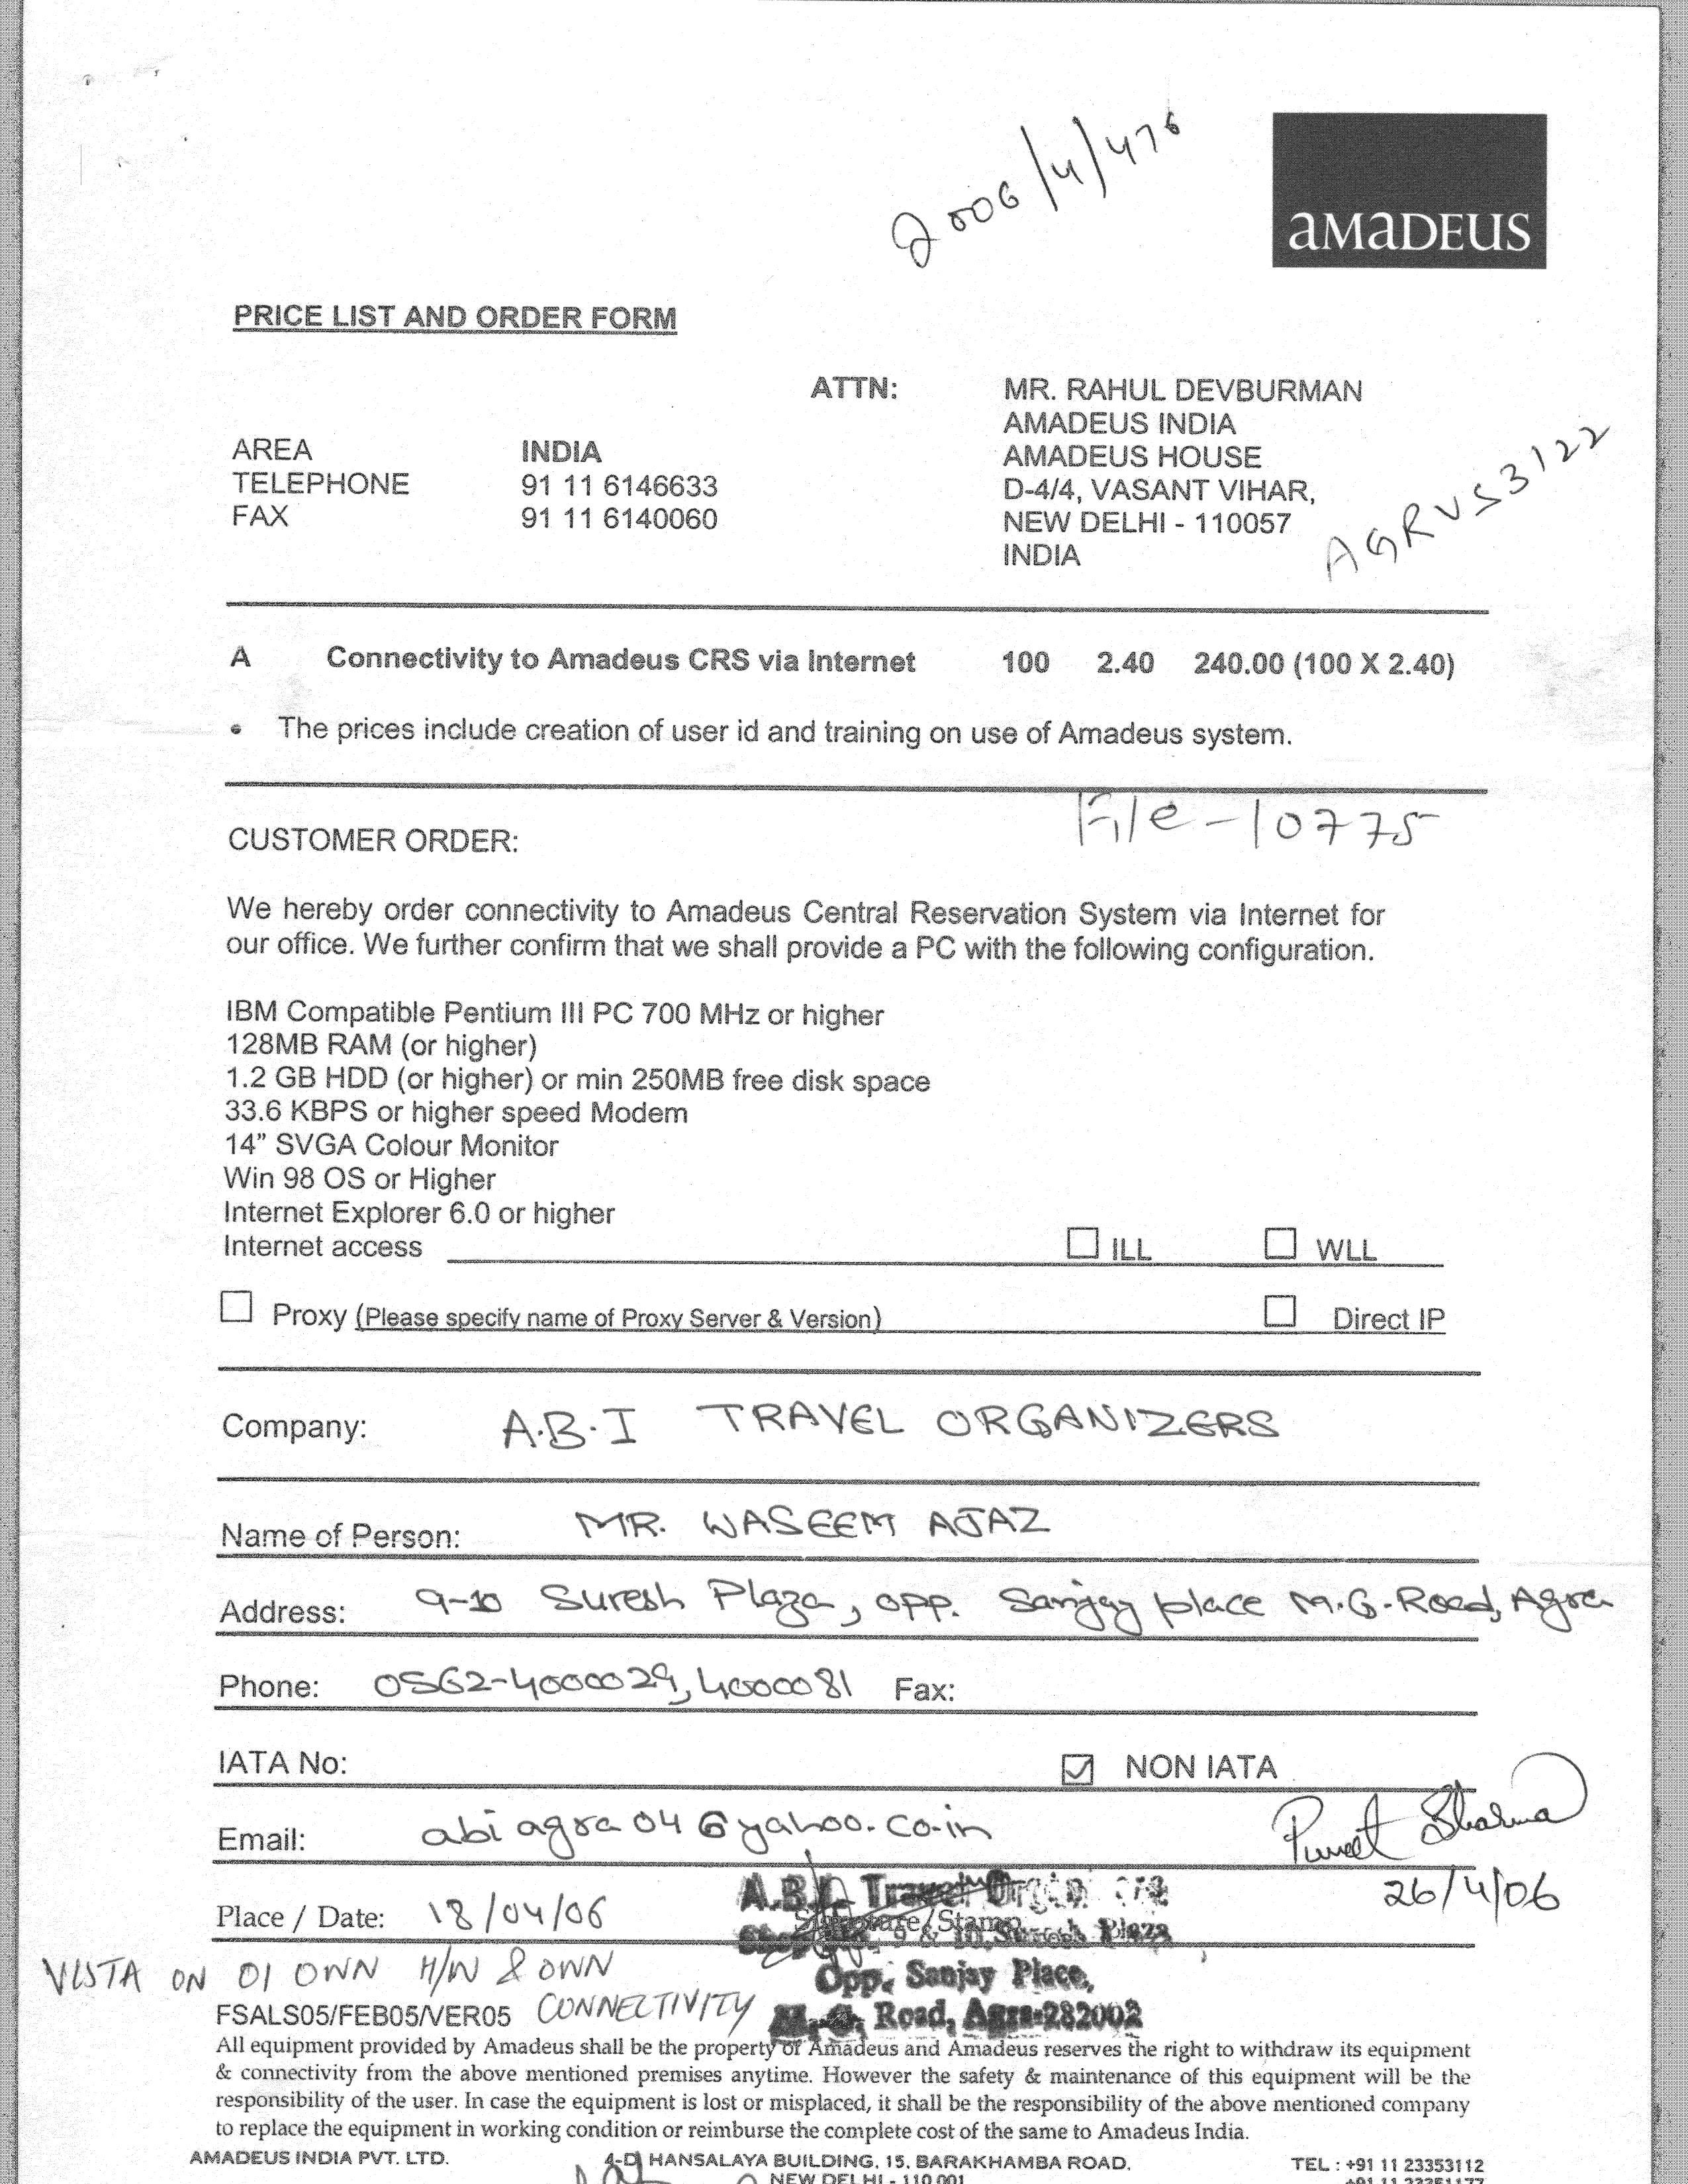 2006/4/476
aMaDEUS
PRICE LIST AND ORDER FORM
ATTN: MR. RAHUL DEVBURMAN
AMADEUS INDIA
AREA INDIA AMADEUS HOUSE
TELEPHONE 91 11 6146633 D-4/4, VASANT VIHAR,
FAX 91 11 6140060 NEW DELHI - 110057
INDIA
AGRVS3122
A Connectivity to Amadeus CRS via Internet 100 2.40 240.00 (100 X 2.40)
• The prices include creation of user id and training on use of Amadeus system.
File-10775
CUSTOMER ORDER:
We hereby order connectivity to Amadeus Central Reservation System via Internet for
our office. We further confirm that we shall provide a PC with the following configuration.
IBM Compatible Pentium III PC 700 MHz or higher
128MB RAM (or higher)
1.2 GB HDD (or higher) or min 250MB free disk space
33.6 KBPS or higher speed Modem
14” SVGA Colour Monitor
Win 98 OS or Higher
Internet Explorer 6.0 or higher
Internet access ☐ ILL ☐ WLL
☐ Proxy (Please specify name of Proxy Server & Version) ☐ Direct IP
Company: A.B.I TRAVEL ORGANIZERS
Name of Person: MR. WASEEM AJAZ
Address: 9-10 Suresh Plaza, opp. Sanjay place M.G.Road, Agra
Phone: 0562-4000029, 4000081 Fax:
IATA No: ☑ NON IATA
Email: abiagra04@yahoo.co.in
Puneet Sharma
26/4/06
Place / Date: 18/04/06 Signature/Stamp
A.B.I. Travel
9 & 10, Suresh Plaza
Opp. Sanjay Place,
M.G. Road, Agra-282002
VISTA ON 01 OWN H/W & OWN
CONNECTIVITY
FSALS05/FEB05/VER05
All equipment provided by Amadeus shall be the property of Amadeus and Amadeus reserves the right to withdraw its equipment
& connectivity from the above mentioned premises anytime. However the safety & maintenance of this equipment will be the
responsibility of the user. In case the equipment is lost or misplaced, it shall be the responsibility of the above mentioned company
to replace the equipment in working condition or reimburse the complete cost of the same to Amadeus India.
AMADEUS INDIA PVT. LTD. 4-D, HANSALAYA BUILDING, 15, BARAKHAMBA ROAD. TEL : +91 11 23353112
NEW DELHI - 110 001